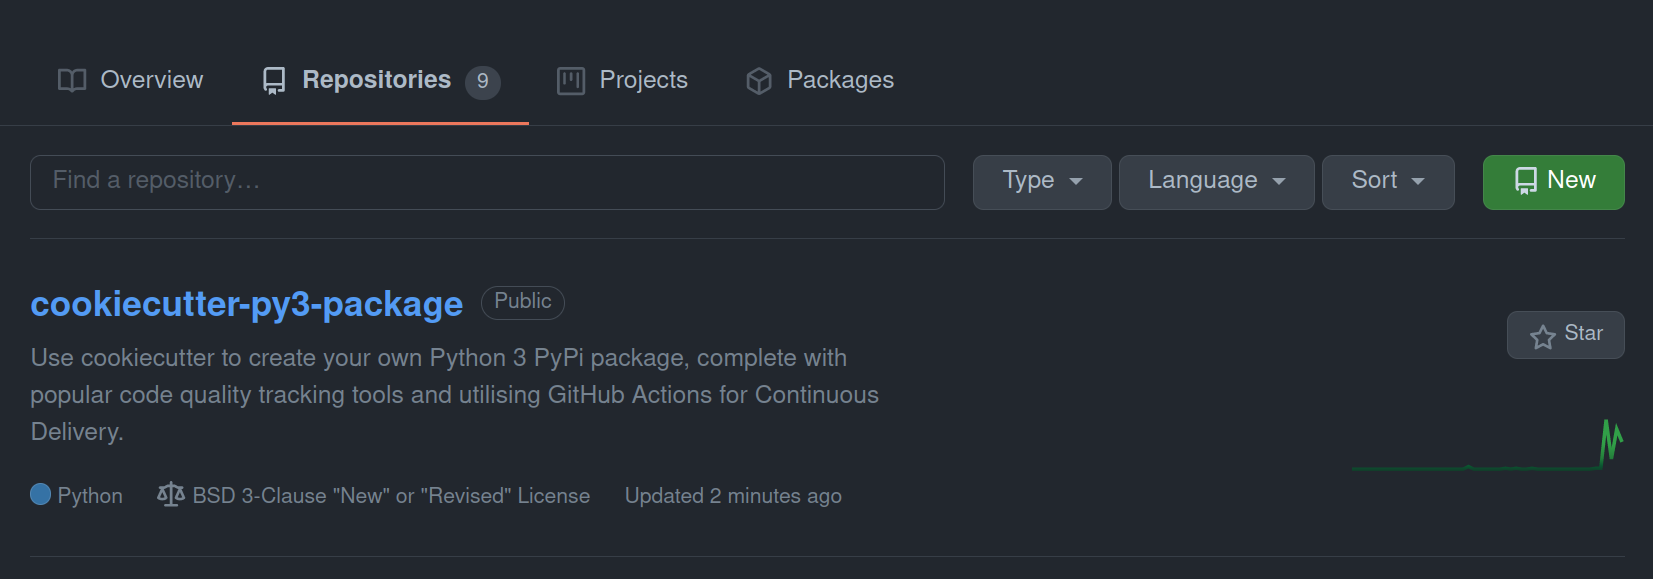 Overview Repositories 9 Projects Packages
Find a repository... Type Language Sort New
cookiecutter-py3-package Public
Star
Use cookiecutter to create your own Python 3 PyPi package, complete with
popular code quality tracking tools and utilising GitHub Actions for Continuous
Delivery.
Python BSD 3-Clause "New" or "Revised" License Updated 2 minutes ago